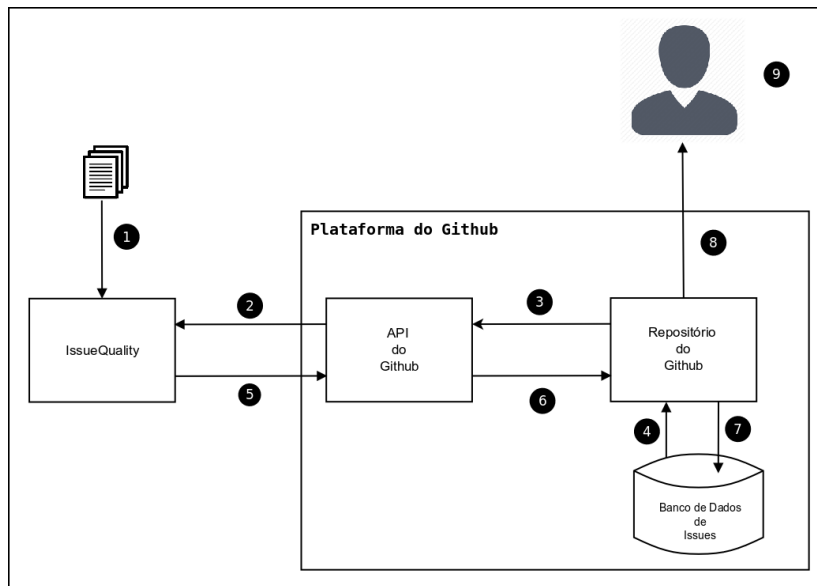 9
Plataforma do Github
1
8
2
3
IssueQuality
API
do
Github
Repositório
do
Github
5
6
4
7
Banco de Dados
de
Issues